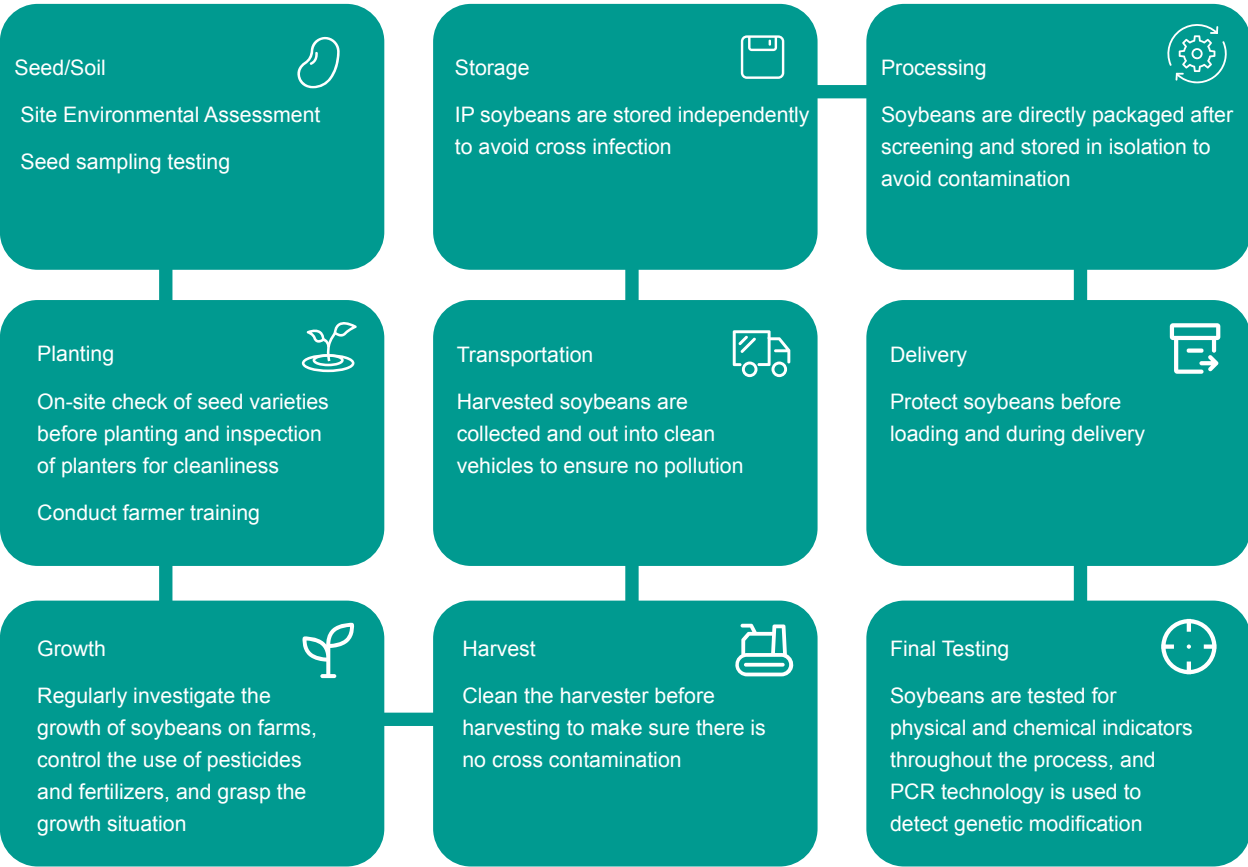 Seed/Soil
Site Environmental Assessment
Seed sampling testing
Planting
On-site check of seed varieties
before planting and inspection
of planters for cleanliness
Conduct farmer training
Growth
Regularly investigate the
growth of soybeans on farms,
control the use of pesticides
and fertilizers, and grasp the
growth situation
Harvest
Clean the harvester before
harvesting to make sure there is
no cross contamination
Transportation
Harvested soybeans are
collected and out into clean
vehicles to ensure no pollution
Storage
IP soybeans are stored independently
to avoid cross infection
Processing
Soybeans are directly packaged after
screening and stored in isolation to
avoid contamination
Delivery
Protect soybeans before
loading and during delivery
Final Testing
Soybeans are tested for
physical and chemical indicators
throughout the process, and
PCR technology is used to
detect genetic modification